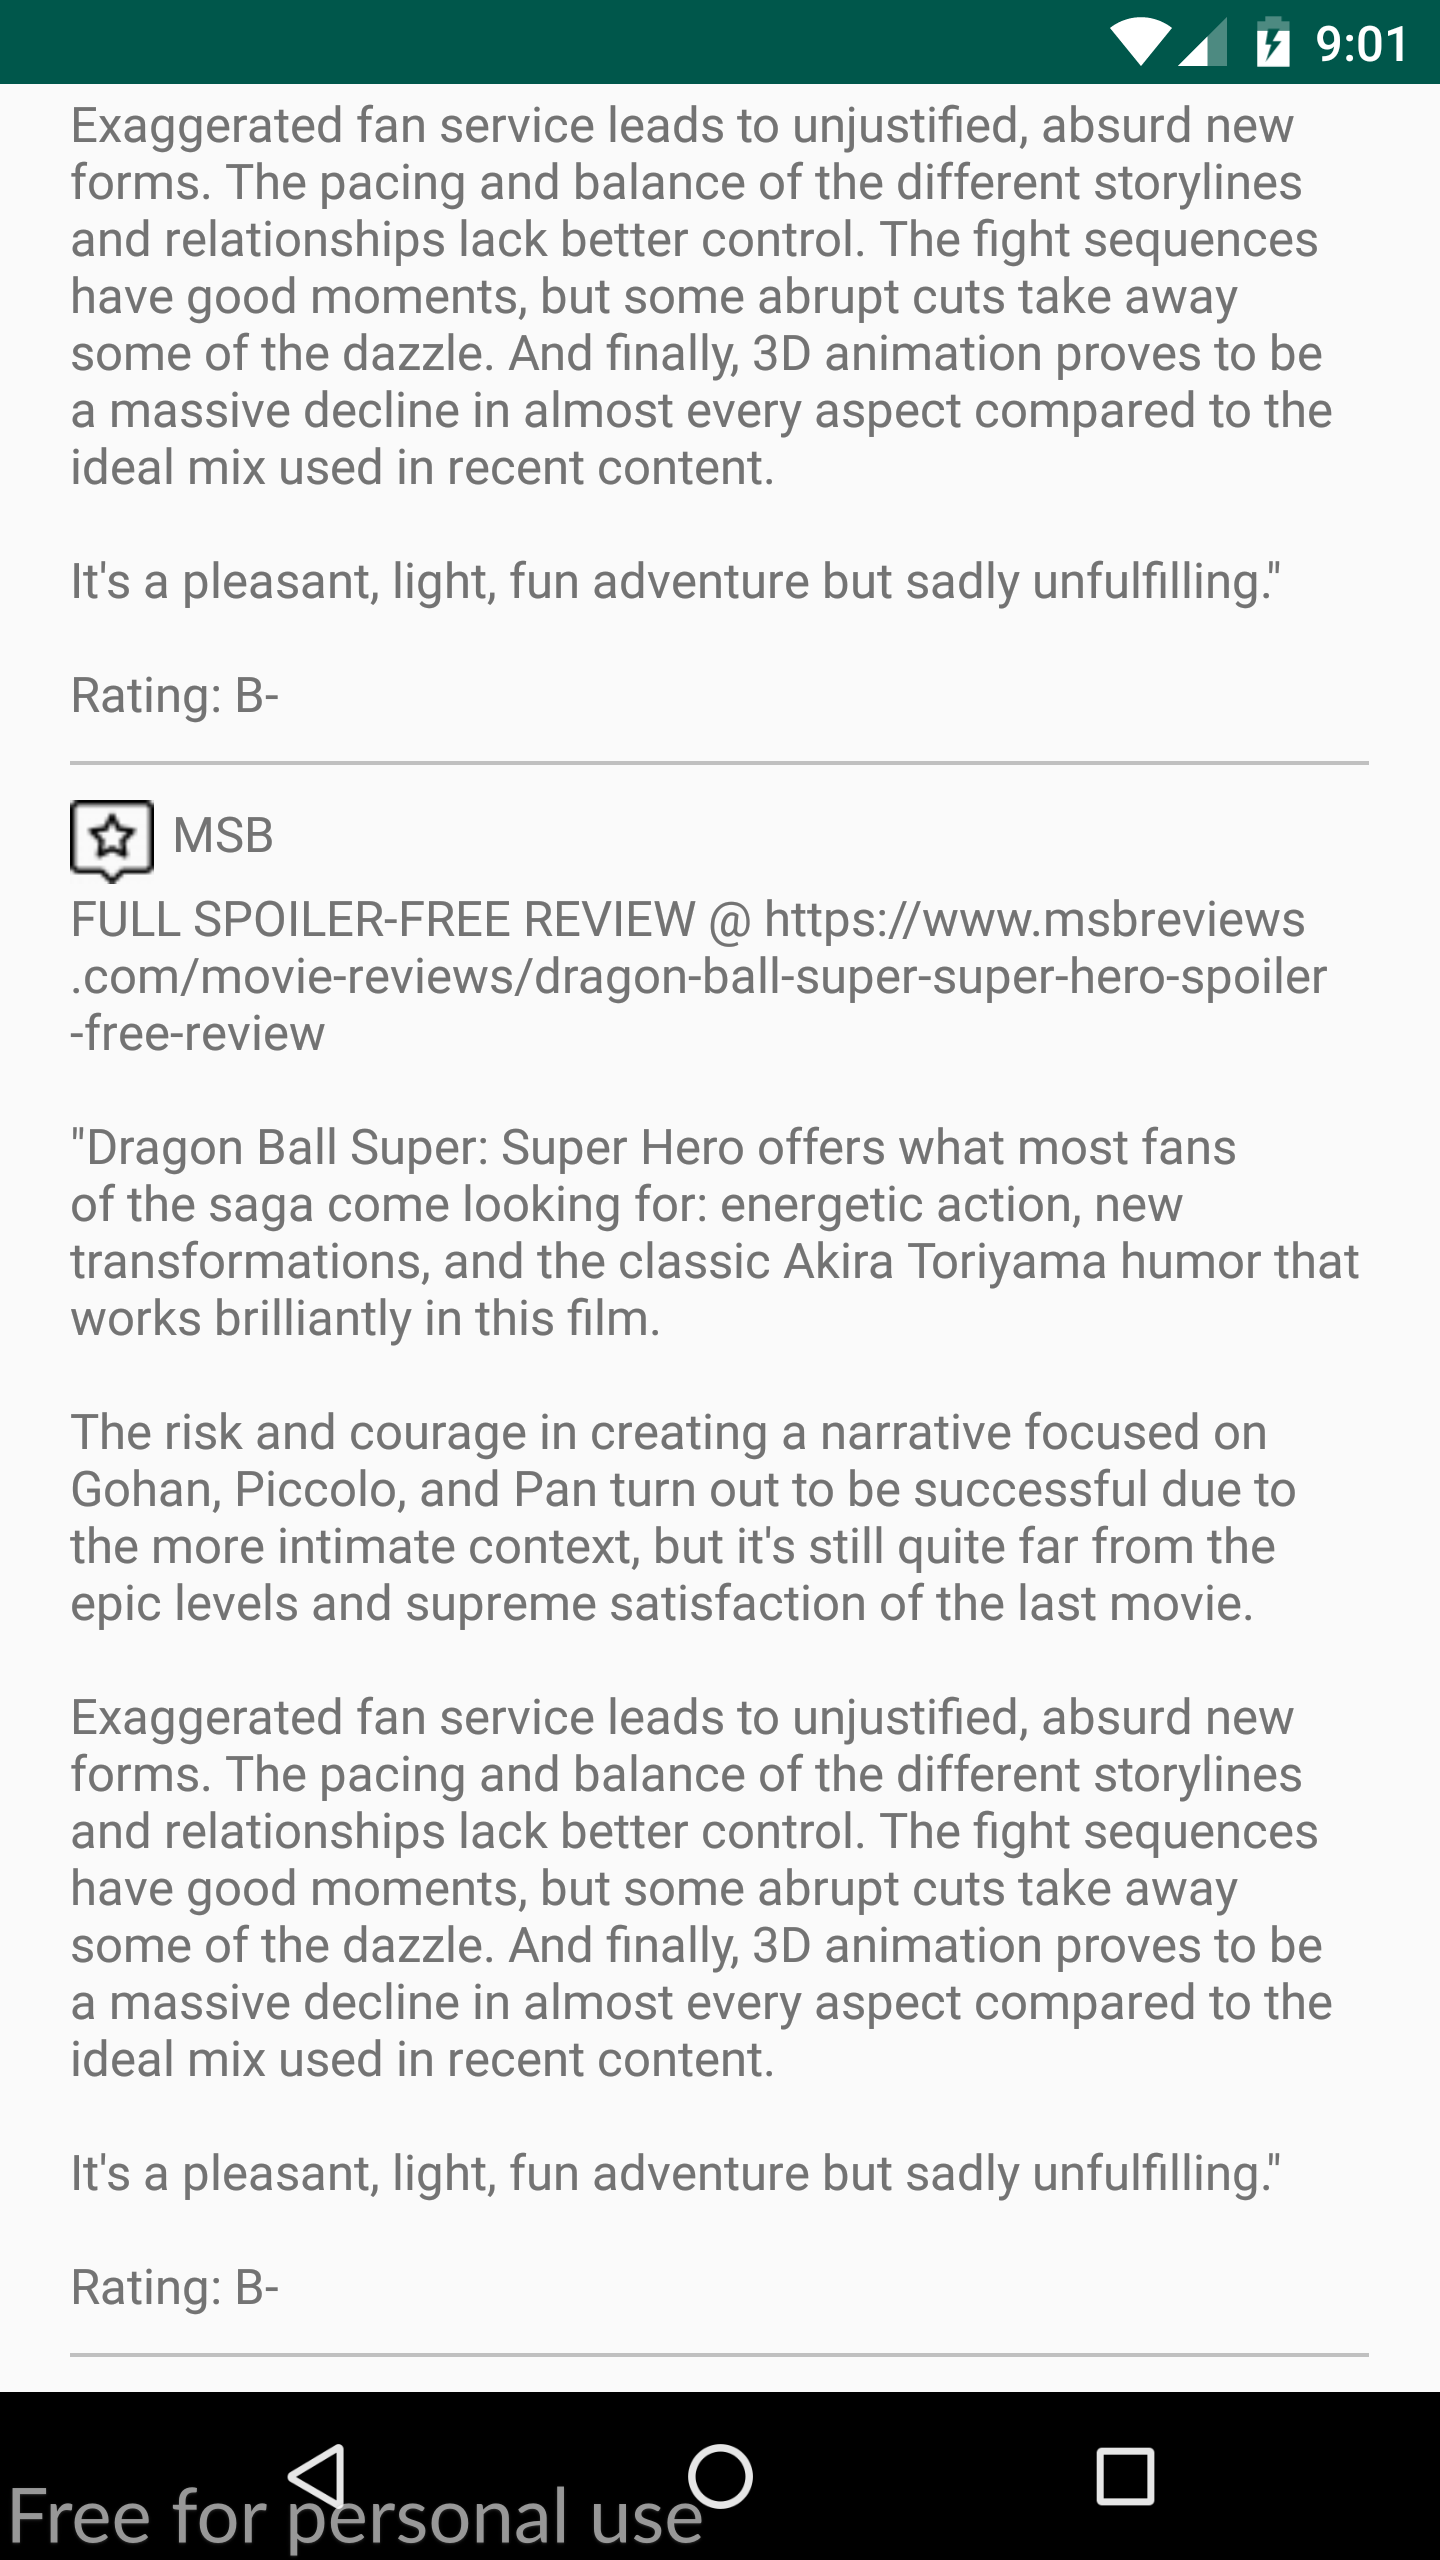 9:01
Exaggerated fan service leads to unjustified, absurd new
forms. The pacing and balance of the different storylines
and relationships lack better control. The fight sequences
have good moments, but some abrupt cuts take away
some of the dazzle. And finally, 3D animation proves to be
a massive decline in almost every aspect compared to the
ideal mix used in recent content.
It's a pleasant, light, fun adventure but sadly unfulfilling."
Rating: B-
MSB
FULL SPOILER-FREE REVIEW @ https://www.msbreviews
.com/movie-reviews/dragon-ball-super-super-hero-spoiler
-free-review
"Dragon Ball Super: Super Hero offers what most fans
of the saga come looking for: energetic action, new
transformations, and the classic Akira Toriyama humor that
works brilliantly in this film.
The risk and courage in creating a narrative focused on
Gohan, Piccolo, and Pan turn out to be successful due to
the more intimate context, but it's still quite far from the
epic levels and supreme satisfaction of the last movie.
Exaggerated fan service leads to unjustified, absurd new
forms. The pacing and balance of the different storylines
and relationships lack better control. The fight sequences
have good moments, but some abrupt cuts take away
some of the dazzle. And finally, 3D animation proves to be
a massive decline in almost every aspect compared to the
ideal mix used in recent content.
It's a pleasant, light, fun adventure but sadly unfulfilling."
Rating: B-
Free for personal use